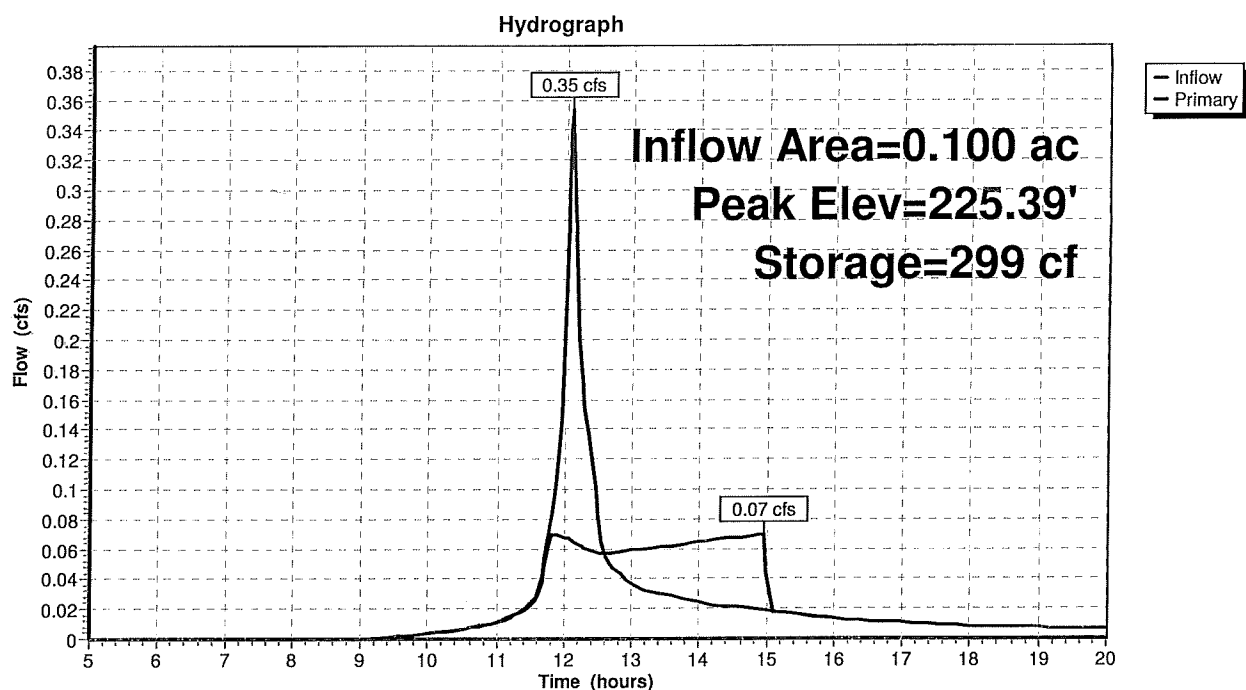 Hydrograph
Inflow
Primary
0.35 cfs
Inflow Area=0.100 ac
Peak Elev=225.39'
Storage=299 cf
0.07 cfs
Flow (cfs)
0.38
0.36
0.34
0.32
0.3
0.28
0.26
0.24
0.22
0.2
0.18
0.16
0.14
0.12
0.1
0.08
0.06
0.04
0.02
0
5 6 7 8 9 10 11 12 13 14 15 16 17 18 19 20
Time (hours)